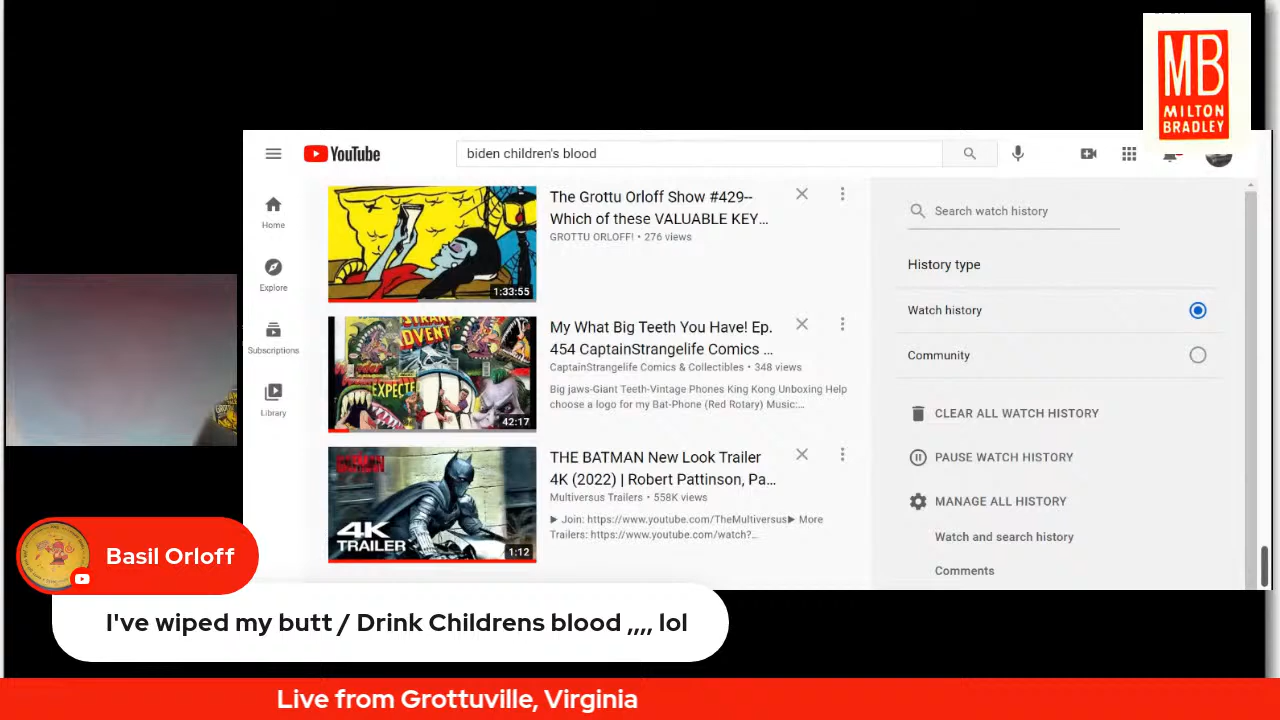 MB
MILTON
BRADLEY
YouTube
biden children's blood
Home
Explore
Subscriptions
Library
1:33:55
The Grottu Orloff Show #429--
Which of these VALUABLE KEY...
GROTTU ORLOFF! • 276 views
STRANGE
ADVENT
EXPECTE
42:17
My What Big Teeth You Have! Ep.
454 CaptainStrangelife Comics ...
CaptainStrangelife Comics & Collectibles • 348 views
Big jaws-Giant Teeth-Vintage Phones King Kong Unboxing Help
choose a logo for my Bat-Phone (Red Rotary) Music:...
4K
TRAILER
1:12
THE BATMAN New Look Trailer
4K (2022) | Robert Pattinson, Pa...
Multiversus Trailers • 558K views
▶ Join: https://www.youtube.com/TheMultiversus▶ More
Trailers: https://www.youtube.com/watch?...
Search watch history
History type
Watch history
Community
CLEAR ALL WATCH HISTORY
PAUSE WATCH HISTORY
MANAGE ALL HISTORY
Watch and search history
Comments
Basil Orloff
I've wiped my butt / Drink Childrens blood ,,,, lol
Live from Grottuville, Virginia